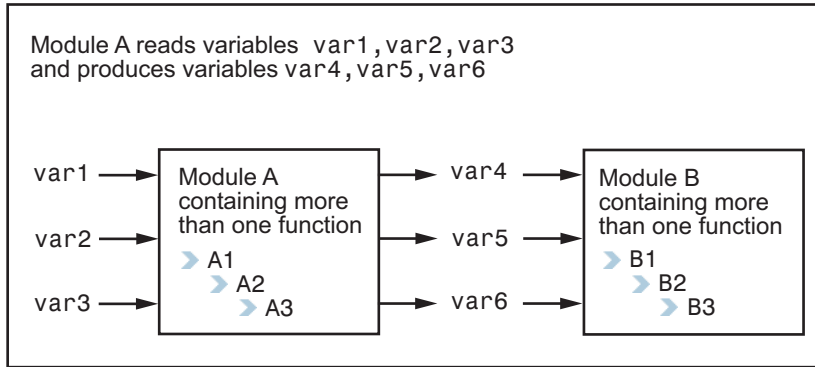 Module A reads variables var1,var2,var3
and produces variables var4,var5,var6
var1
var2
var3
Module A
containing more
than one function
A1
A2
A3
var4
var5
var6
Module B
containing more
than one function
B1
B2
B3